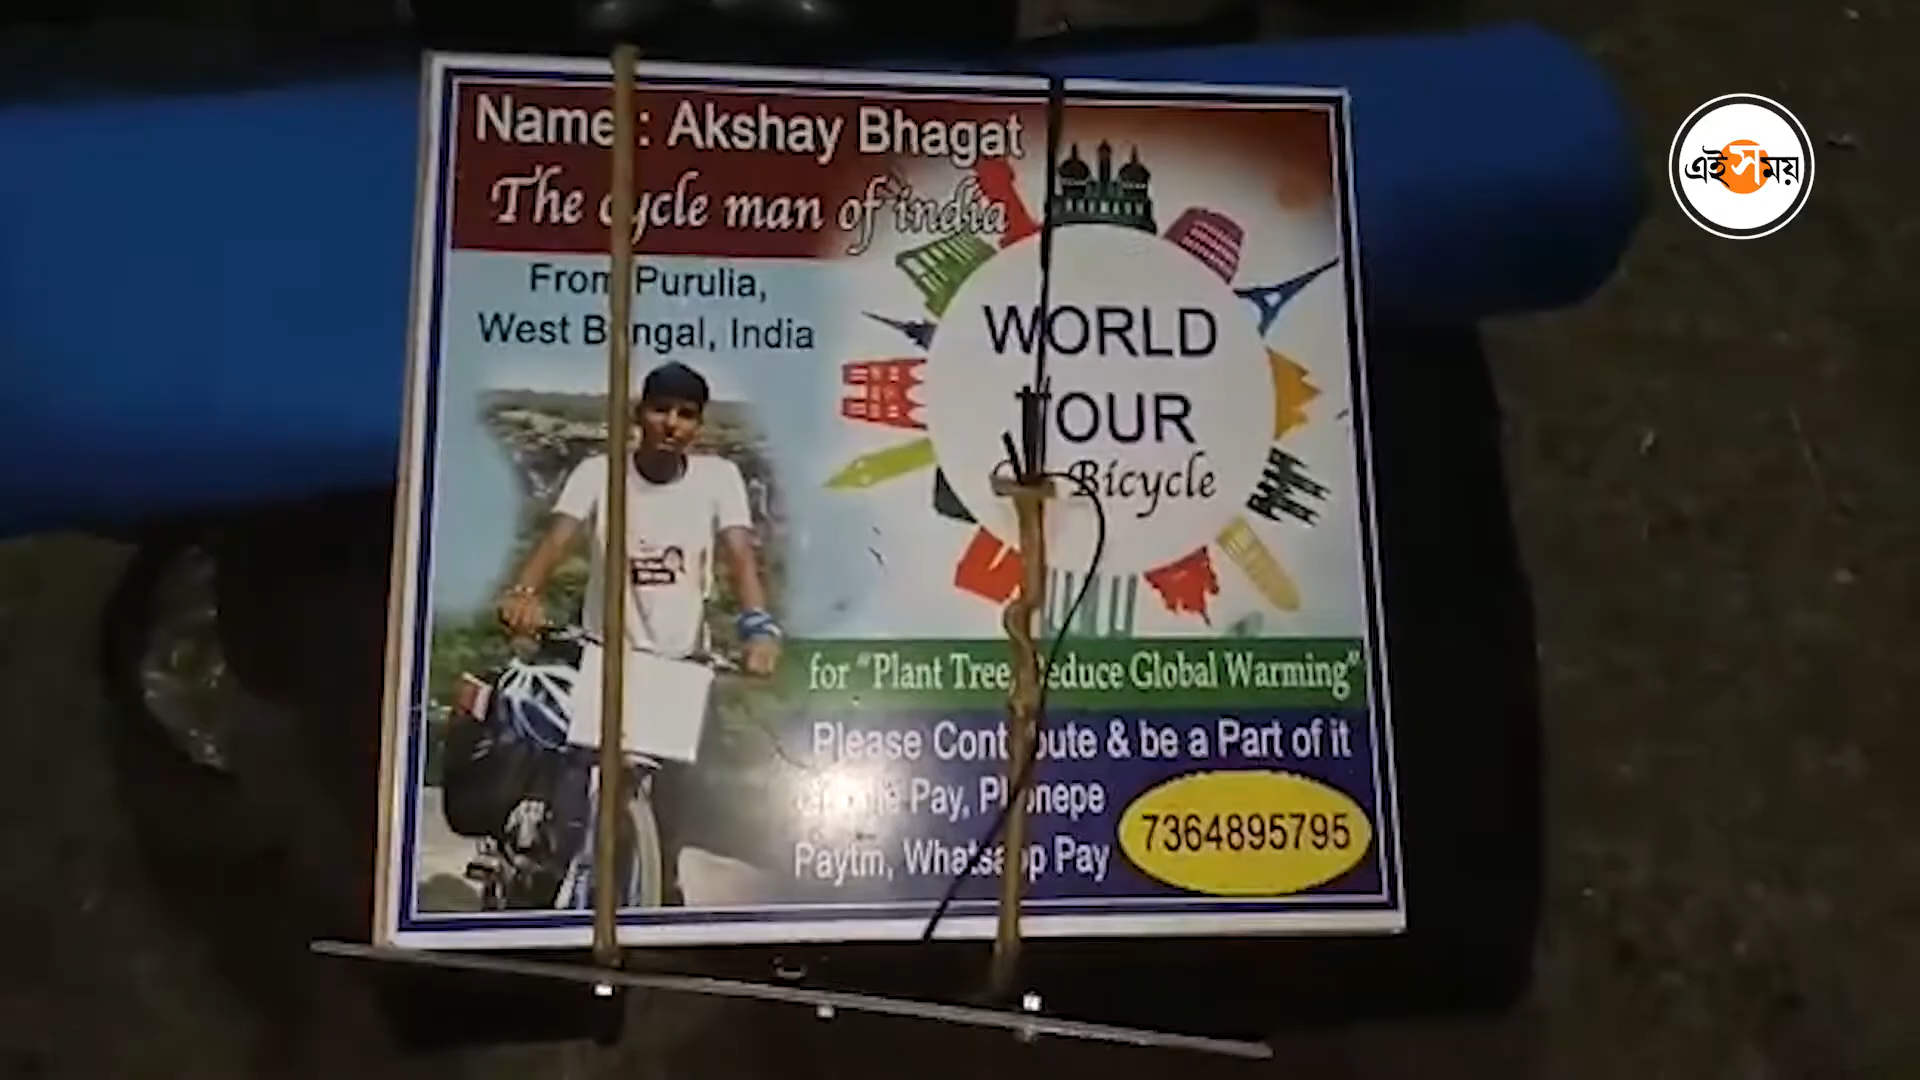 Name : Akshay Bhagat
The cycle man of india
From Purulia,
West Bengal, India
WORLD
TOUR
Bicycle
for "Plant Tree, Reduce Global Warming"
Please Contribute & be a Part of it
Google Pay, Phonepe
Paytm, Whatsapp Pay
7364895795
এই সময়